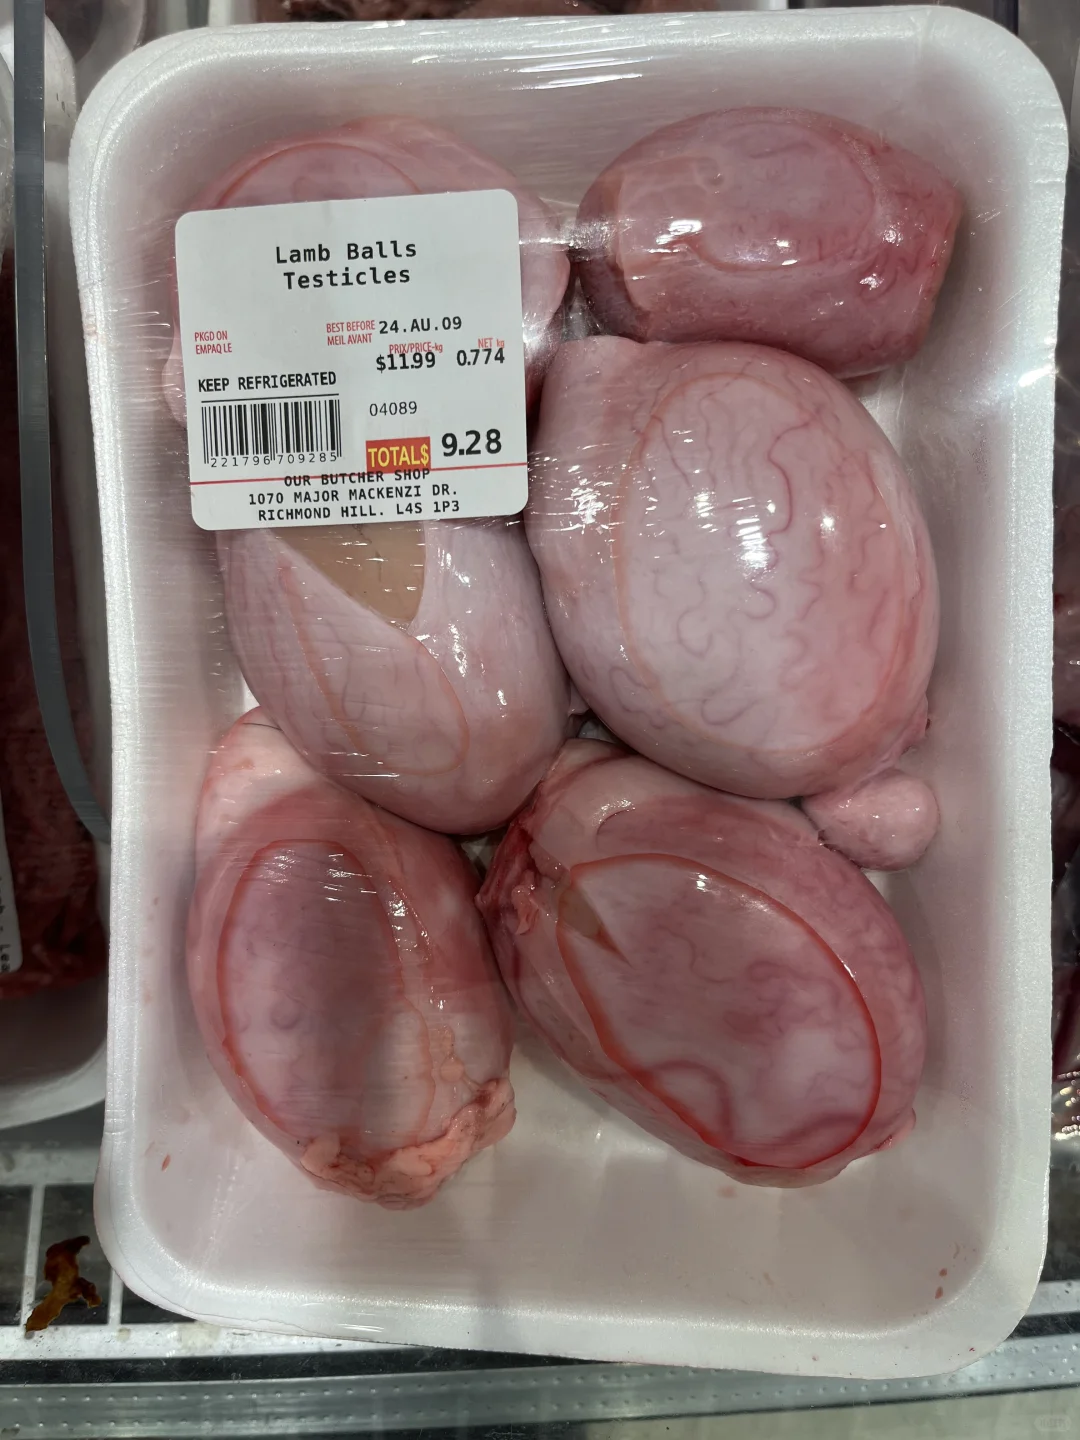 Lamb Balls
Testicles
PKGD ON
EMPAQ LE
BEST BEFORE 24.AU.09
MEIL AVANT
PRIX/PRICE-kg NET kg
$11.99 0.774
KEEP REFRIGERATED
04089
221796 709285
TOTAL$ 9.28
OUR BUTCHER SHOP
1070 MAJOR MACKENZI DR.
RICHMOND HILL. L4S 1P3